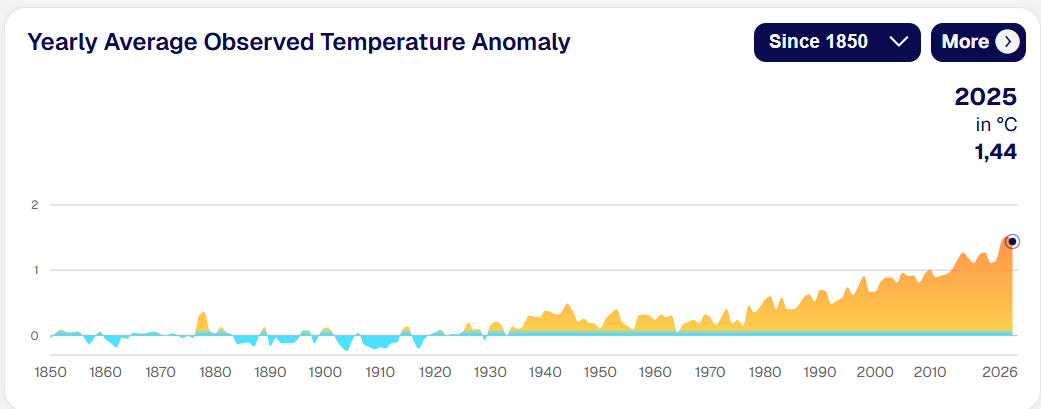 Yearly Average Observed Temperature Anomaly
Since 1850
More
2025
in °C
1,44
2
1
0
1850 1860 1870 1880 1890 1900 1910 1920 1930 1940 1950 1960 1970 1980 1990 2000 2010 2026